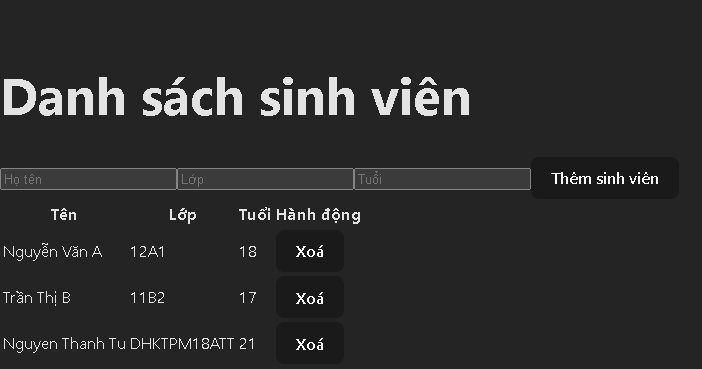 Danh sách sinh viên
Họ tên Lớp Tuổi Thêm sinh viên
Tên Lớp Tuổi Hành động
Nguyễn Văn A 12A1 18 Xoá
Trần Thị B 11B2 17 Xoá
Nguyen Thanh Tu DHKTPM18ATT 21 Xoá